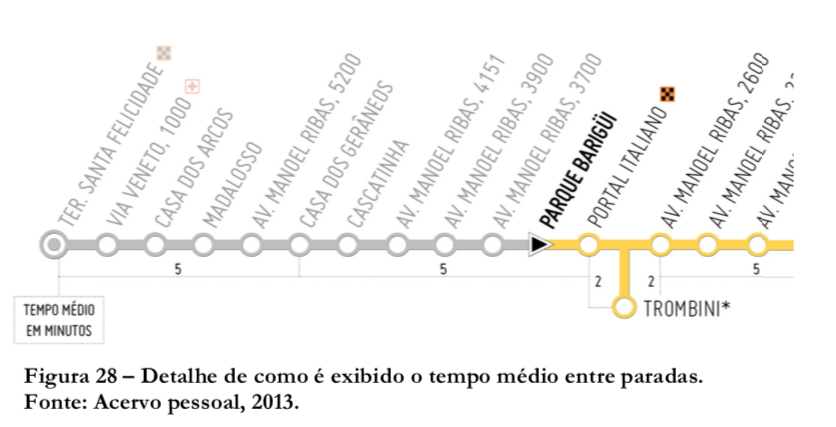 TER. SANTA FELICIDADE
VIA VENETO, 1000
CASA DOS ARCOS
MADALOSSO
AV. MANOEL RIBAS, 5200
CASA DOS GERÂNEOS
CASCATINHA
AV. MANOEL RIBAS, 4151
AV. MANOEL RIBAS, 3900
AV. MANOEL RIBAS, 3700
PARQUE BARIGÜI
PORTAL ITALIANO
AV. MANOEL RIBAS, 2600
AV. MANOEL RIBAS,
AV.
5
5
2
2
5
TEMPO MÉDIO
EM MINUTOS
TROMBINI*
Figura 28 – Detalhe de como é exibido o tempo médio entre paradas.
Fonte: Acervo pessoal, 2013.